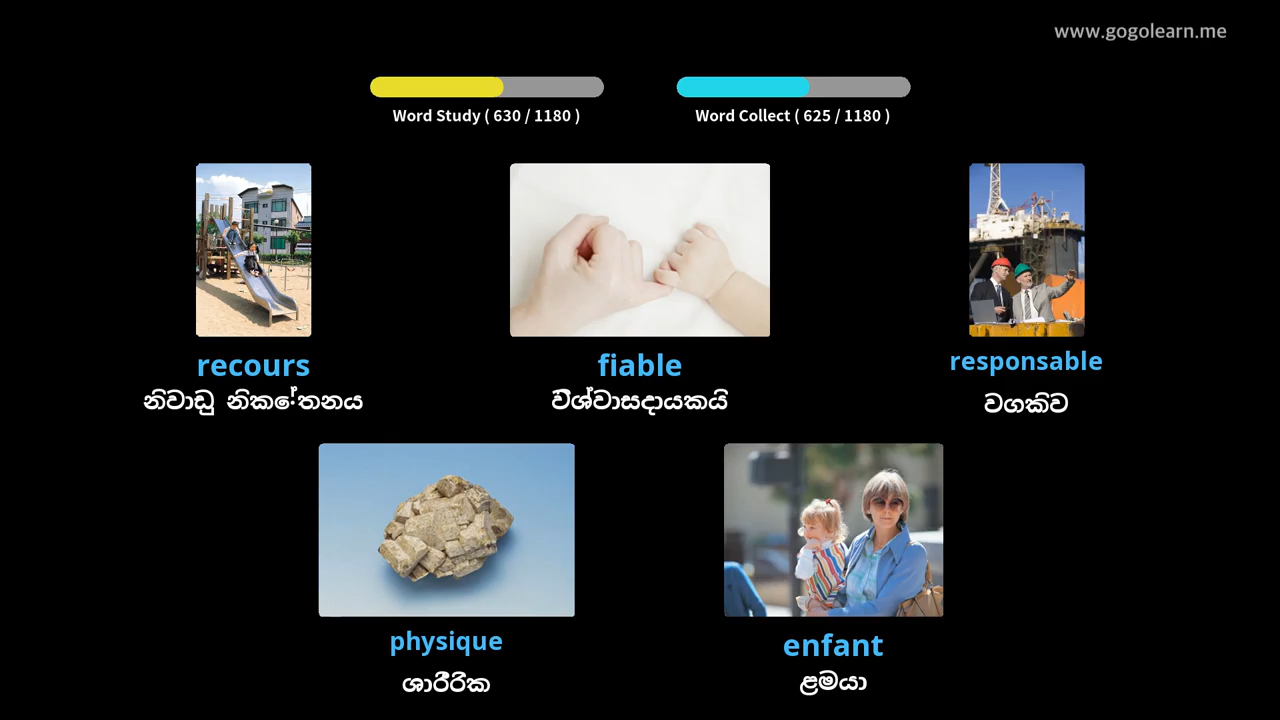 www.gogolearn.me
Word Study ( 630 / 1180 )
Word Collect ( 625 / 1180 )
recours
නිවාඩු නිකේතනය
fiable
විශ්වාසදායකයි
responsable
වගකිව
physique
ශාරීරික
enfant
ළමයා